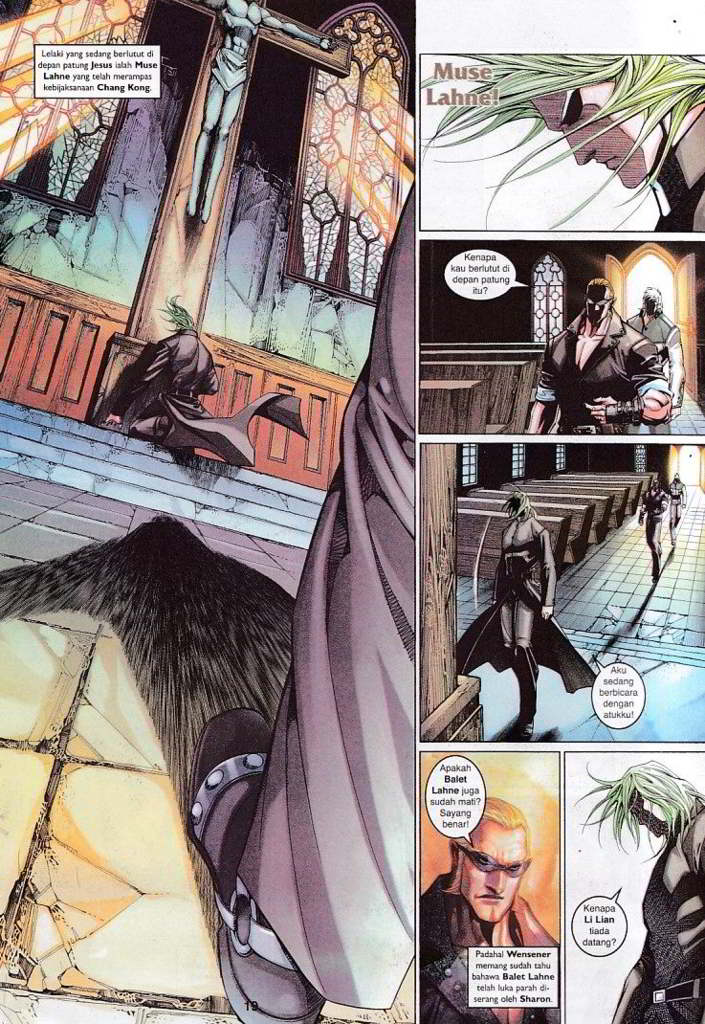 Lelaki yang sedang berlutut di
depan patung Jesus ialah Muse
Lahne yang telah merampas
kebijaksanaan Chang Kong.
Muse
Lahne!
Kenapa
kau berlutut di
depan patung
itu?
Aku
sedang
berbicara
dengan
atukku!
Apakah
Balet
Lahne juga
sudah mati?
Sayang
benar!
Padahal Wensener
memang sudah tahu
bahawa Balet Lahne
telah luka parah di-
serang oleh Sharon.
Kenapa
Li Lian
tiada
datang?
19